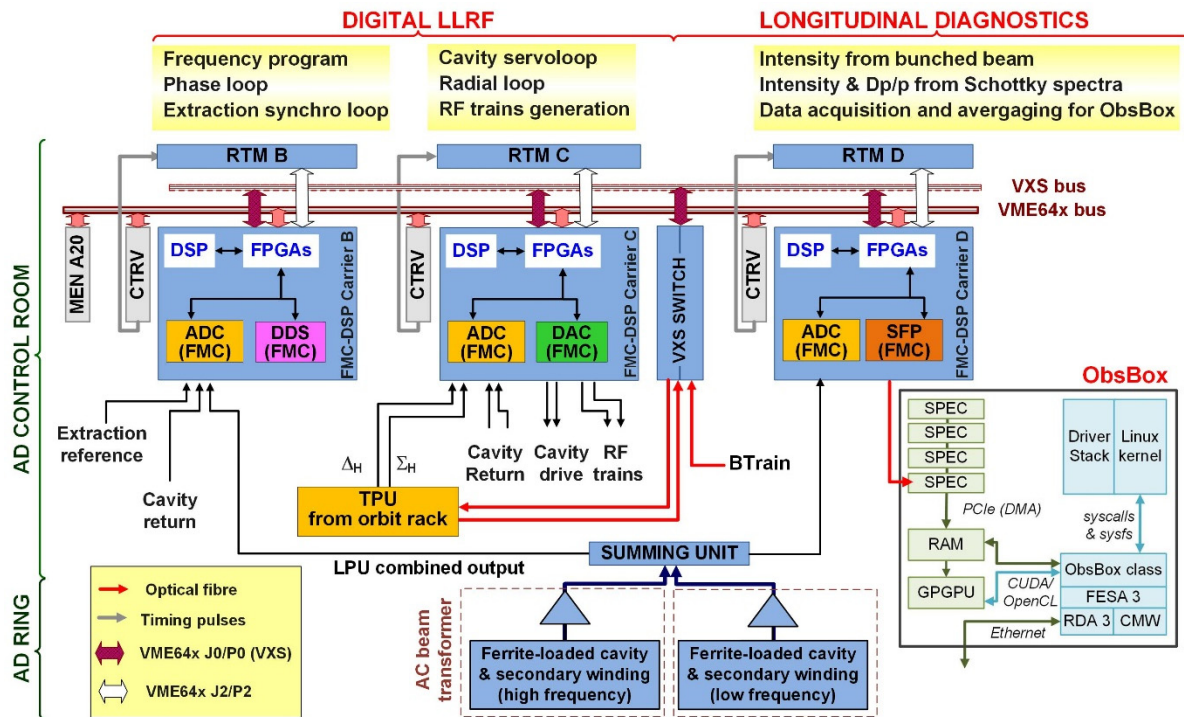 DIGITAL LLRF
LONGITUDINAL DIAGNOSTICS
Frequency program
Phase loop
Extraction synchro loop
Cavity servoloop
Radial loop
RF trains generation
Intensity from bunched beam
Intensity & Dp/p from Schottky spectra
Data acquisition and avergaging for ObsBox
RTM B
RTM C
RTM D
VXS bus
VME64x bus
AD CONTROL ROOM
MEN A20
CTRV
DSP
FPGAs
ADC
(FMC)
DDS
(FMC)
FMC-DSP Carrier B
CTRV
DSP
FPGAs
ADC
(FMC)
DAC
(FMC)
FMC-DSP Carrier C
VXS SWITCH
CTRV
DSP
FPGAs
ADC
(FMC)
SFP
(FMC)
FMC-DSP Carrier D
Extraction
reference
Cavity
return
ΔH
ΣH
Cavity
Return
Cavity
drive
RF
trains
BTrain
TPU
from orbit rack
SUMMING UNIT
LPU combined output
ObsBox
SPEC
SPEC
SPEC
SPEC
PCIe (DMA)
RAM
GPGPU
CUDA/
OpenCL
Ethernet
Driver
Stack
Linux
kernel
syscalls
& sysfs
ObsBox class
FESA 3
RDA 3
CMW
AD RING
Optical fibre
Timing pulses
VME64x J0/P0 (VXS)
VME64x J2/P2
AC beam
transformer
Ferrite-loaded cavity
& secondary winding
(high frequency)
Ferrite-loaded cavity
& secondary winding
(low frequency)